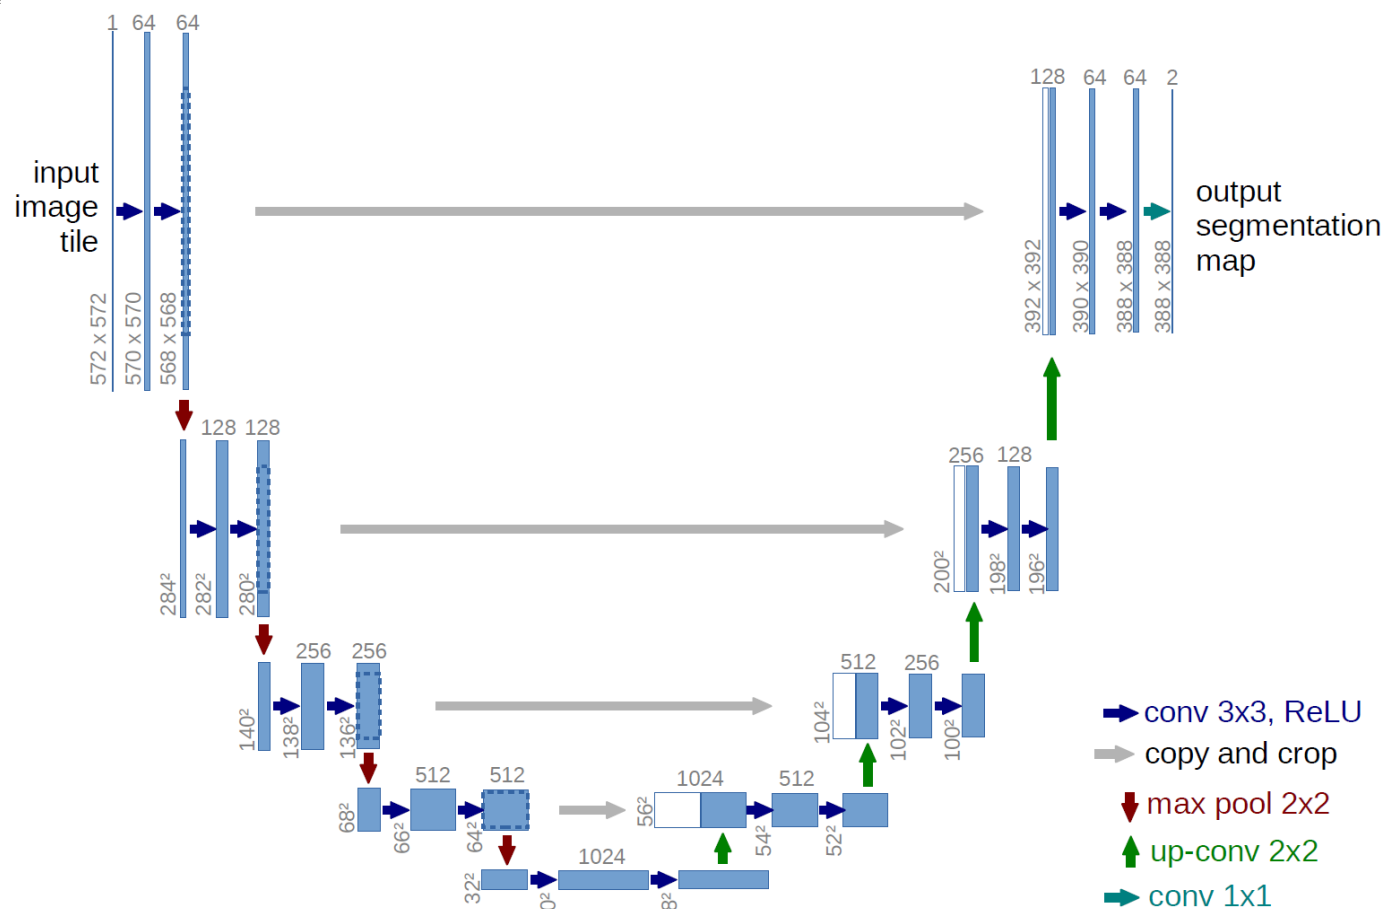 1 64 64
input
image
tile
572 x 572
570 x 570
568 x 568
128 64 64 2
output
segmentation
map
392 x 392
390 x 390
388 x 388
388 x 388
128 128
284²
282²
280²
256 128
200²
198²
196²
256 256
140²
138²
136²
512 256
104²
102²
100²
512 512
68²
66²
64²
1024 512
56²
54²
52²
1024
32²
conv 3x3, ReLU
copy and crop
max pool 2x2
up-conv 2x2
conv 1x1